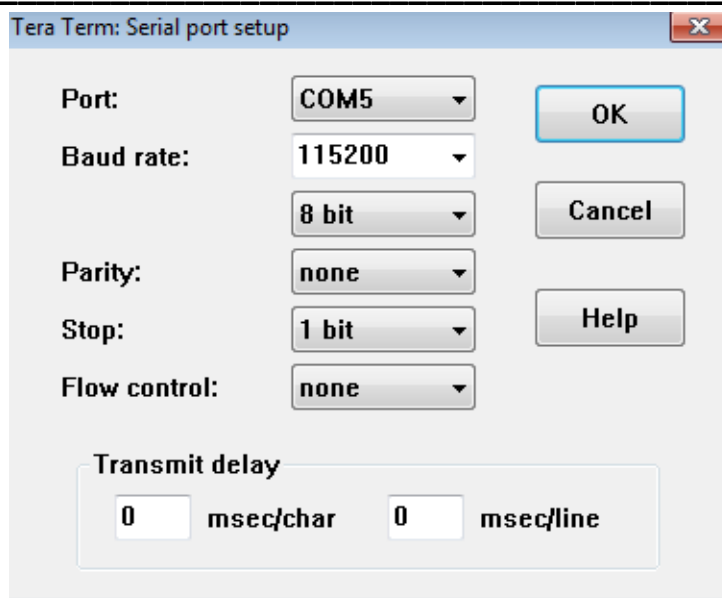 Tera Term: Serial port setup
Port: COM5 OK
Baud rate: 115200
8 bit Cancel
Parity: none
Stop: 1 bit Help
Flow control: none
Transmit delay
0 msec/char 0 msec/line